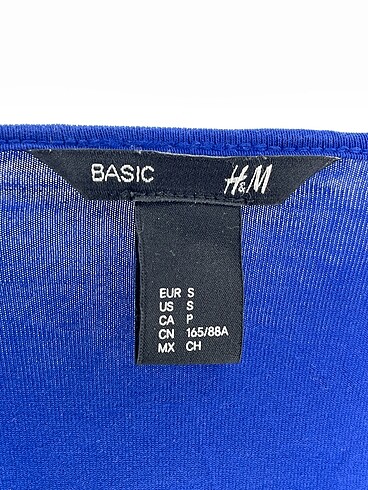 BASIC H&M
EUR S
US S
CA P
CN 165/88A
MX CH